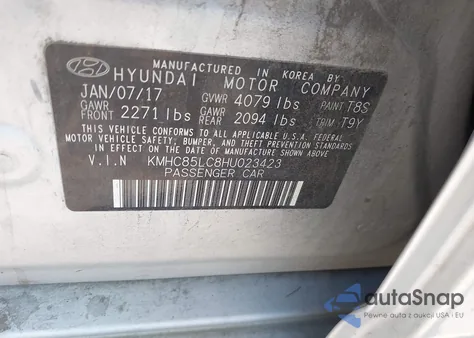 MANUFACTURED IN KOREA BY
HYUNDAI MOTOR COMPANY
JAN/07/17 GVWR 4079 lbs PAINT T8S
GAWR FRONT 2271 lbs GAWR REAR 2094 lbs TRIM T9Y
THIS VEHICLE CONFORMS TO ALL APPLICABLE U.S.A. FEDERAL
MOTOR VEHICLE SAFETY, BUMPER, AND THEFT PREVENTION
STANDARDS IN EFFECT ON THE DATE OF MANUFACTURE SHOWN ABOVE.
V.I.N KMHC85LC8HU023423
PASSENGER CAR
autaSnap
Pewne auta z aukcji USA i EU